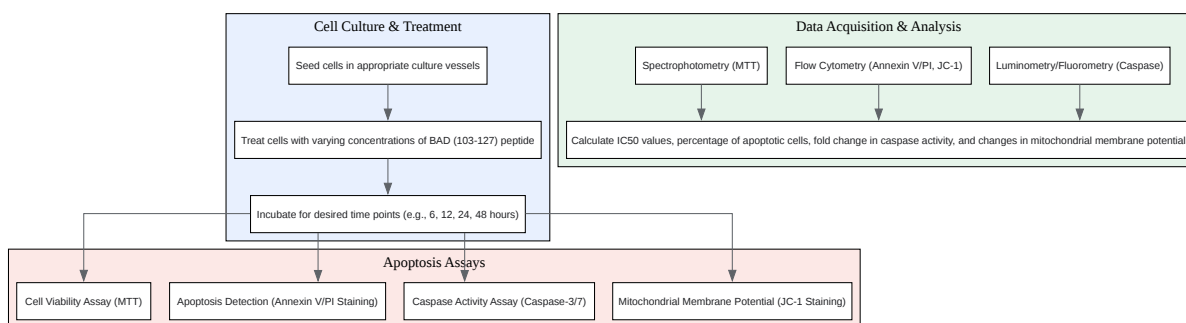 Cell Culture & Treatment
Seed cells in appropriate culture vessels
Treat cells with varying concentrations of BAD (103-127) peptide
Incubate for desired time points (e.g., 6, 12, 24, 48 hours)
Data Acquisition & Analysis
Spectrophotometry (MTT)
Flow Cytometry (Annexin V/PI, JC-1)
Luminometry/Fluorometry (Caspase)
Calculate IC50 values, percentage of apoptotic cells, fold change in caspase activity, and changes in mitochondrial membrane potential
Apoptosis Assays
Cell Viability Assay (MTT)
Apoptosis Detection (Annexin V/PI Staining)
Caspase Activity Assay (Caspase-3/7)
Mitochondrial Membrane Potential (JC-1 Staining)